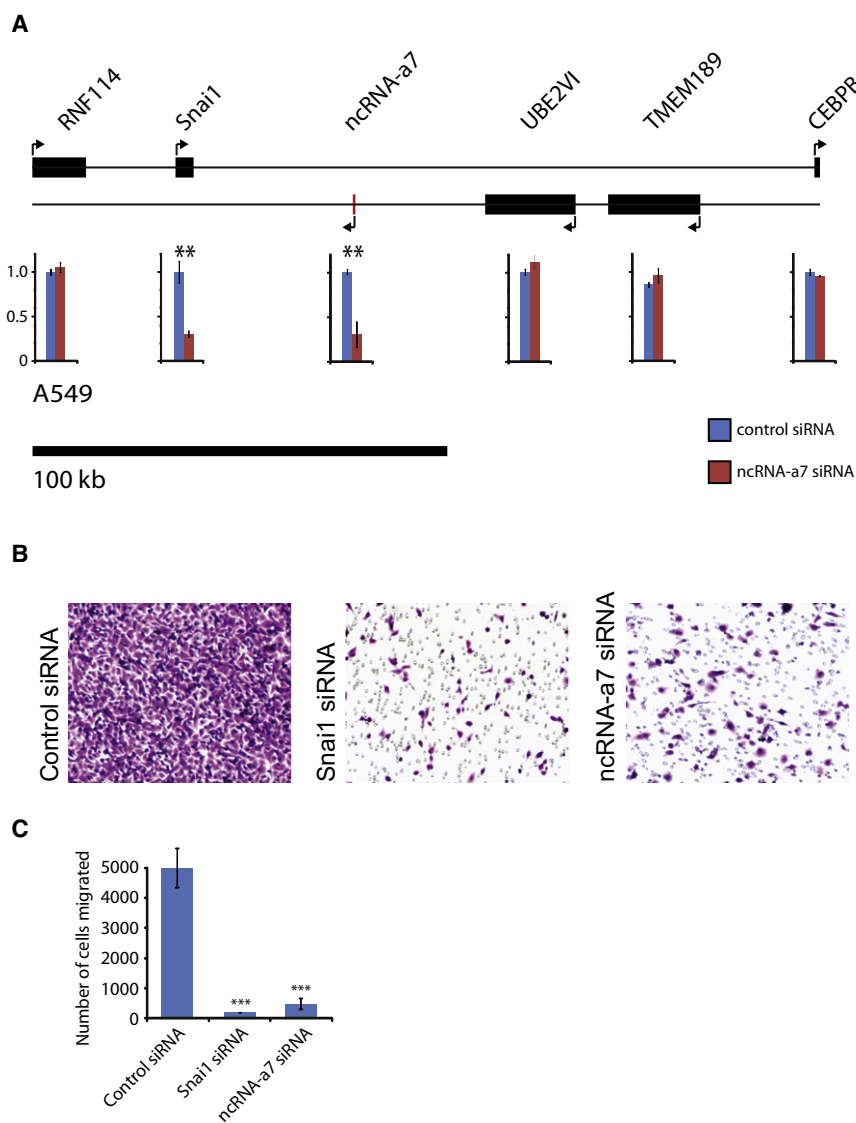 A
RNF114
Snai1
ncRNA-a7
UBE2VI
TMEM189
CEBPR
** **
1.0
0.5
0
A549
100 kb
control siRNA
ncRNA-a7 siRNA
B
Control siRNA
Snai1 siRNA
ncRNA-a7 siRNA
C
Number of cells migrated
5000
4000
3000
2000
1000
0
***
***
Control siRNA
Snai1 siRNA
ncRNA-a7 siRNA